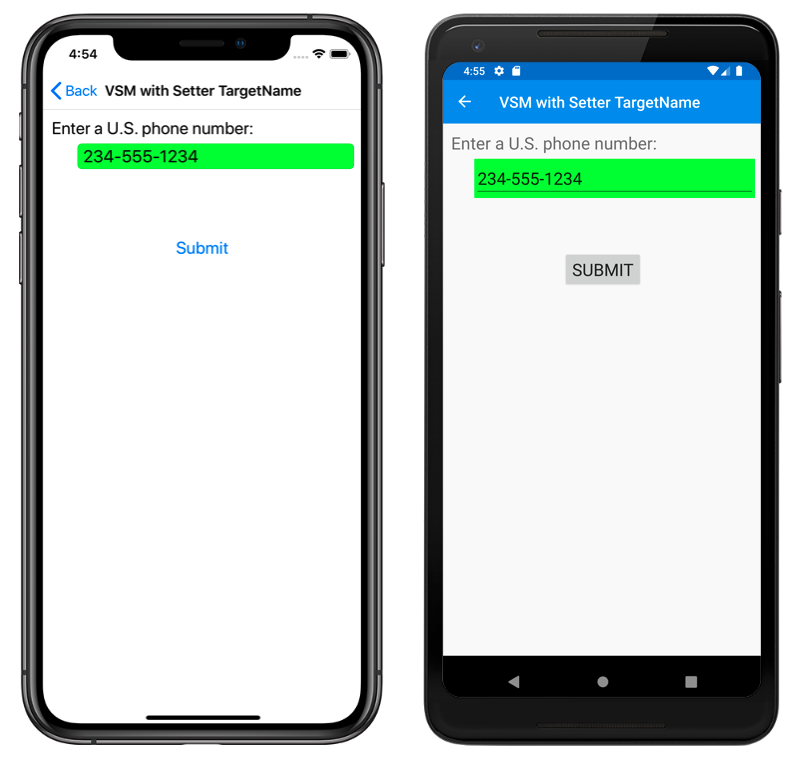 4:54
Back VSM with Setter TargetName
Enter a U.S. phone number:
234-555-1234
Submit
4:55
VSM with Setter TargetName
Enter a U.S. phone number:
234-555-1234
SUBMIT